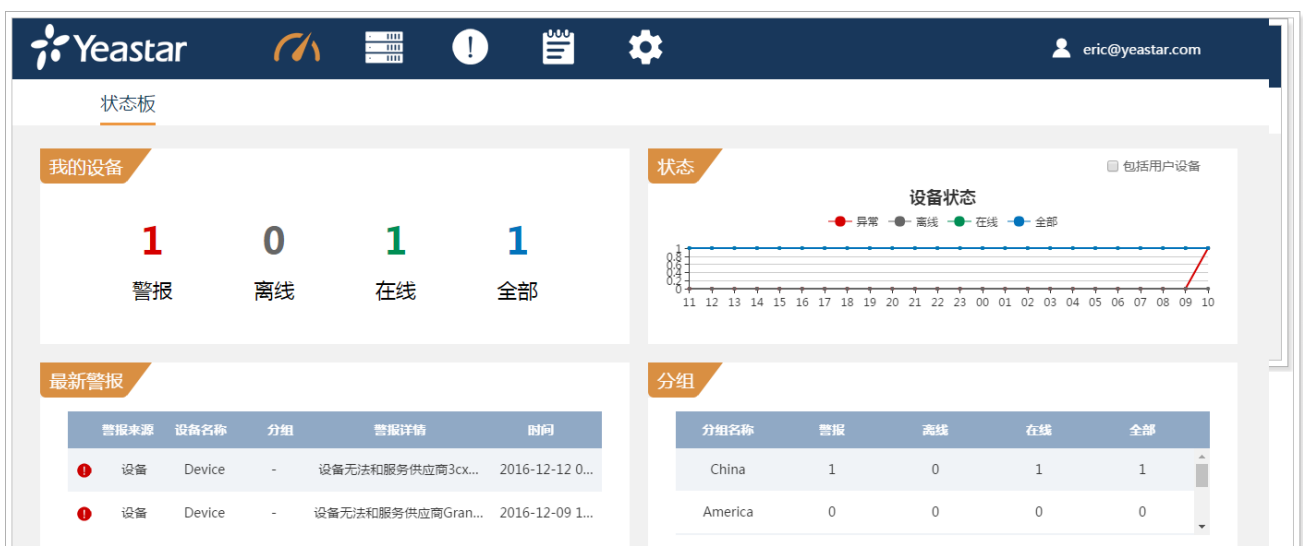 Yeastar
eric@yeastar.com
状态板
我的设备
1 0 1 1
警报 离线 在线 全部
状态
包括用户设备
设备状态
异常 离线 在线 全部
1
0.8
0.6
0.4
0.2
0
11 12 13 14 15 16 17 18 19 20 21 22 23 00 01 02 03 04 05 06 07 08 09 10
最新警报
警报来源 设备名称 分组 警报详情 时间
设备 Device - 设备无法和服务供应商3cx... 2016-12-12 0...
设备 Device - 设备无法和服务供应商Gran... 2016-12-09 1...
分组
分组名称 警报 离线 在线 全部
China 1 0 1 1
America 0 0 0 0